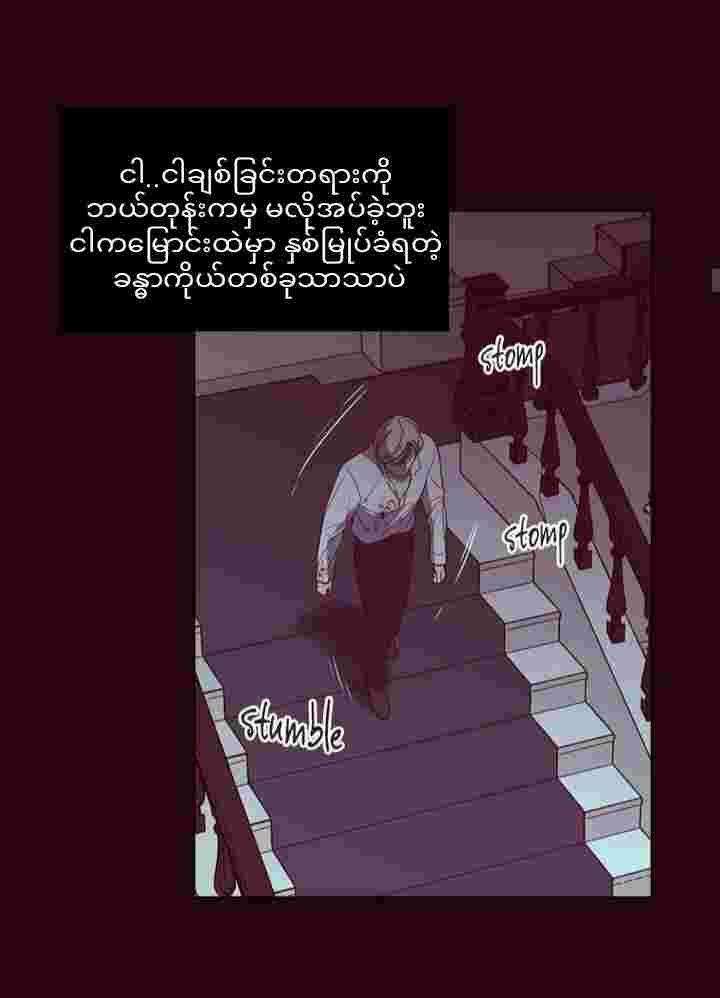 ငါ..ငါချစ်ခြင်းတရားကို
ဘယ်တုန်းကမှ မလိုအပ်ခဲ့ဘူး
ငါကမြောင်းထဲမှာ နှစ်မြုပ်ခံရတဲ့
ခန္ဓာကိုယ်တစ်ခုသာသာပဲ
stomp
stomp
stumble